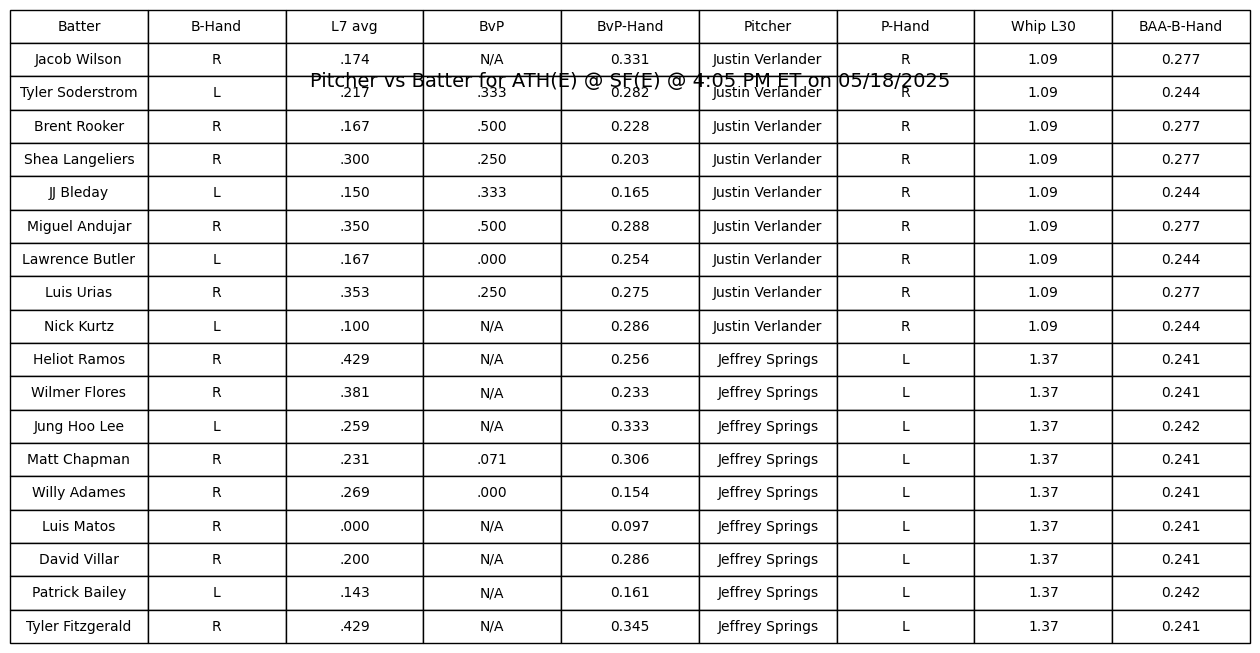 Batter B-Hand L7 avg BvP BvP-Hand Pitcher P-Hand Whip L30 BAA-B-Hand
Jacob Wilson R .174 N/A 0.331 Justin Verlander R 1.09 0.277
Pitcher vs Batter for ATH(E) @ SF(E) @ 4:05 PM ET on 05/18/2025
Tyler Soderstrom L .217 .333 0.282 Justin Verlander R 1.09 0.244
Brent Rooker R .167 .500 0.228 Justin Verlander R 1.09 0.277
Shea Langeliers R .300 .250 0.203 Justin Verlander R 1.09 0.277
JJ Bleday L .150 .333 0.165 Justin Verlander R 1.09 0.244
Miguel Andujar R .350 .500 0.288 Justin Verlander R 1.09 0.277
Lawrence Butler L .167 .000 0.254 Justin Verlander R 1.09 0.244
Luis Urias R .353 .250 0.275 Justin Verlander R 1.09 0.277
Nick Kurtz L .100 N/A 0.286 Justin Verlander R 1.09 0.244
Heliot Ramos R .429 N/A 0.256 Jeffrey Springs L 1.37 0.241
Wilmer Flores R .381 N/A 0.233 Jeffrey Springs L 1.37 0.241
Jung Hoo Lee L .259 N/A 0.333 Jeffrey Springs L 1.37 0.242
Matt Chapman R .231 .071 0.306 Jeffrey Springs L 1.37 0.241
Willy Adames R .269 .000 0.154 Jeffrey Springs L 1.37 0.241
Luis Matos R .000 N/A 0.097 Jeffrey Springs L 1.37 0.241
David Villar R .200 N/A 0.286 Jeffrey Springs L 1.37 0.241
Patrick Bailey L .143 N/A 0.161 Jeffrey Springs L 1.37 0.242
Tyler Fitzgerald R .429 N/A 0.345 Jeffrey Springs L 1.37 0.241